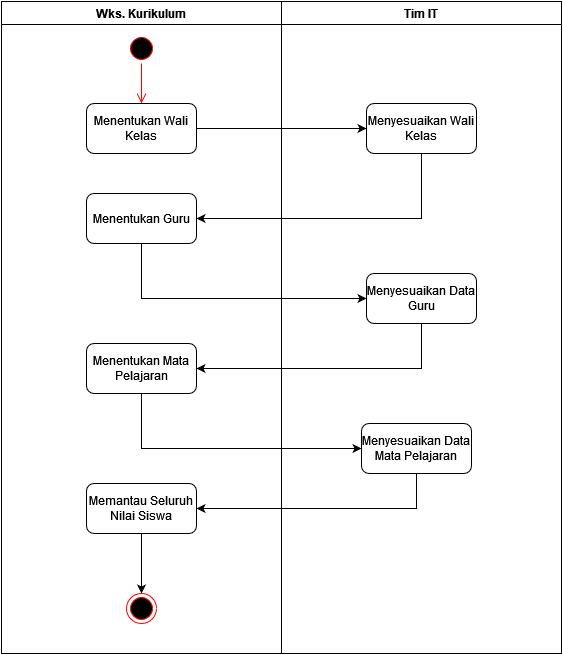 Wks. Kurikulum
Tim IT
Menentukan Wali
Kelas
Menyesuaikan Wali
Kelas
Menentukan Guru
Menyesuaikan Data
Guru
Menentukan Mata
Pelajaran
Menyesuaikan Data
Mata Pelajaran
Memantau Seluruh
Nilai Siswa